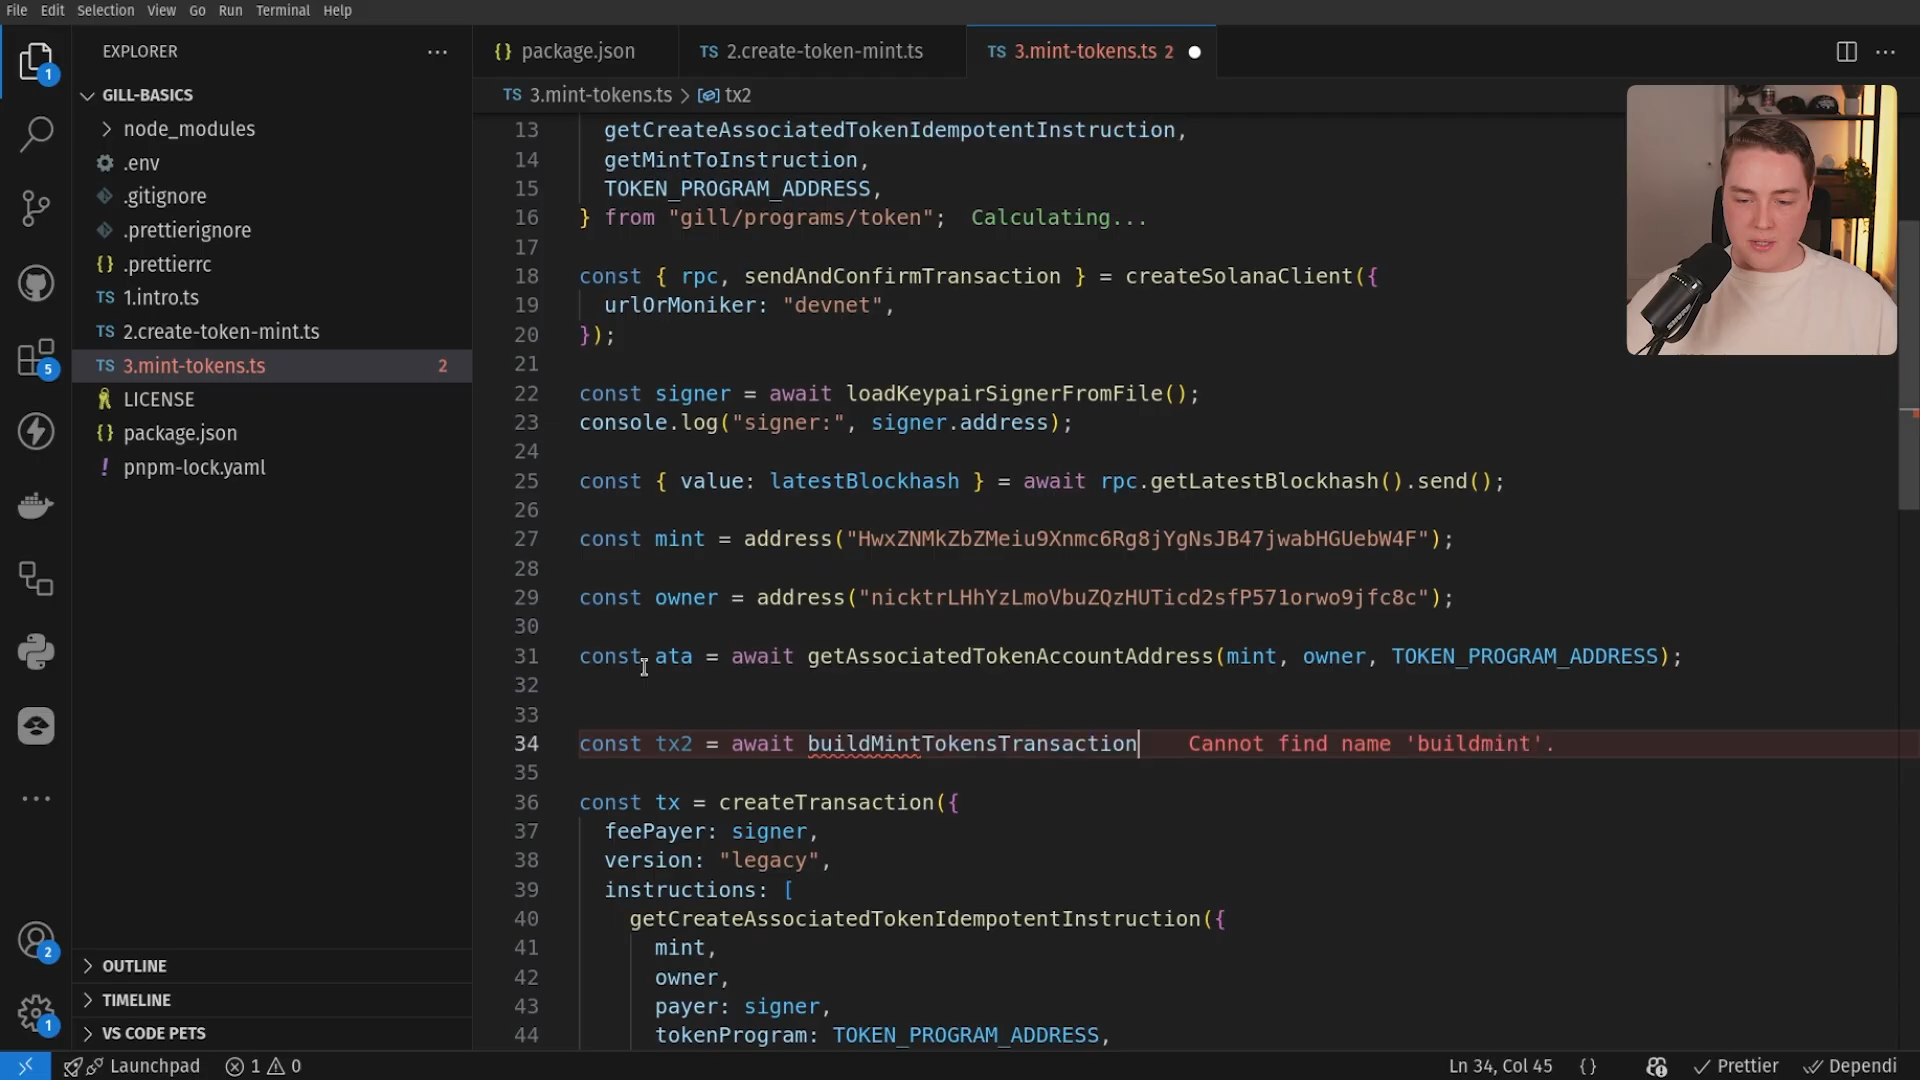 File Edit Selection View Go Run Terminal Help
EXPLORER
GILL-BASICS
node_modules
.env
.gitignore
.prettierignore
{} .prettierrc
TS 1.intro.ts
TS 2.create-token-mint.ts
TS 3.mint-tokens.ts 2
LICENSE
{} package.json
! pnpm-lock.yaml
OUTLINE
TIMELINE
VS CODE PETS
1
5
2
1
{} package.json
TS 2.create-token-mint.ts
TS 3.mint-tokens.ts 2
TS 3.mint-tokens.ts > tx2
13 getCreateAssociatedTokenIdempotentInstruction,
14 getMintToInstruction,
15 TOKEN_PROGRAM_ADDRESS,
16 } from "gill/programs/token"; Calculating...
17
18 const { rpc, sendAndConfirmTransaction } = createSolanaClient({
19 urlOrMoniker: "devnet",
20 });
21
22 const signer = await loadKeypairSignerFromFile();
23 console.log("signer:", signer.address);
24
25 const { value: latestBlockhash } = await rpc.getLatestBlockhash().send();
26
27 const mint = address("HwxZNMkZbZMeiu9Xnmc6Rg8jYgNsJB47jwabHGUebW4F");
28
29 const owner = address("nicktrLHhYzLmoVbuZQzHUTicd2sfP571orwo9jfc8c");
30
31 const ata = await getAssociatedTokenAccountAddress(mint, owner, TOKEN_PROGRAM_ADDRESS);
32
33
34 const tx2 = await buildMintTokensTransaction Cannot find name 'buildmint'.
35
36 const tx = createTransaction({
37 feePayer: signer,
38 version: "legacy",
39 instructions: [
40 getCreateAssociatedTokenIdempotentInstruction({
41 mint,
42 owner,
43 payer: signer,
44 tokenProgram: TOKEN_PROGRAM_ADDRESS,
Launchpad 1 0 Ln 34, Col 45 {} Prettier Dependi